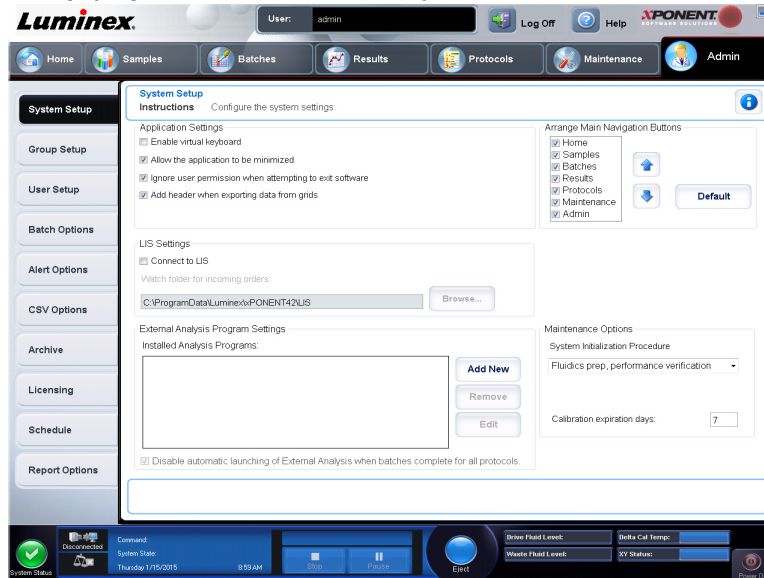 Luminex.
User: admin
Log Off
Help
XPONENT
SOFTWARE SOLUTIONS
Home
Samples
Batches
Results
Protocols
Maintenance
Admin
System Setup
Group Setup
User Setup
Batch Options
Alert Options
CSV Options
Archive
Licensing
Schedule
Report Options
System Setup
Instructions Configure the system settings.
Application Settings
Enable virtual keyboard
Allow the application to be minimized
Ignore user permission when attempting to exit software
Add header when exporting data from grids
Arrange Main Navigation Buttons
Home
Samples
Batches
Results
Protocols
Maintenance
Admin
Default
LIS Settings
Connect to LIS
Watch folder for incoming orders:
C:\ProgramData\Luminex\xPONENT42\LIS
Browse...
External Analysis Program Settings
Installed Analysis Programs:
Add New
Remove
Edit
Disable automatic launching of External Analysis when batches complete for all protocols.
Maintenance Options
System Initialization Procedure
Fluidics prep, performance verification
Calibration expiration days: 7
System Status
Disconnected
Command:
System State:
Thursday 1/15/2015 8:59 AM
Stop
Pause
Eject
Drive Fluid Level:
Waste Fluid Level:
Delta Cal Temp:
XY Status: